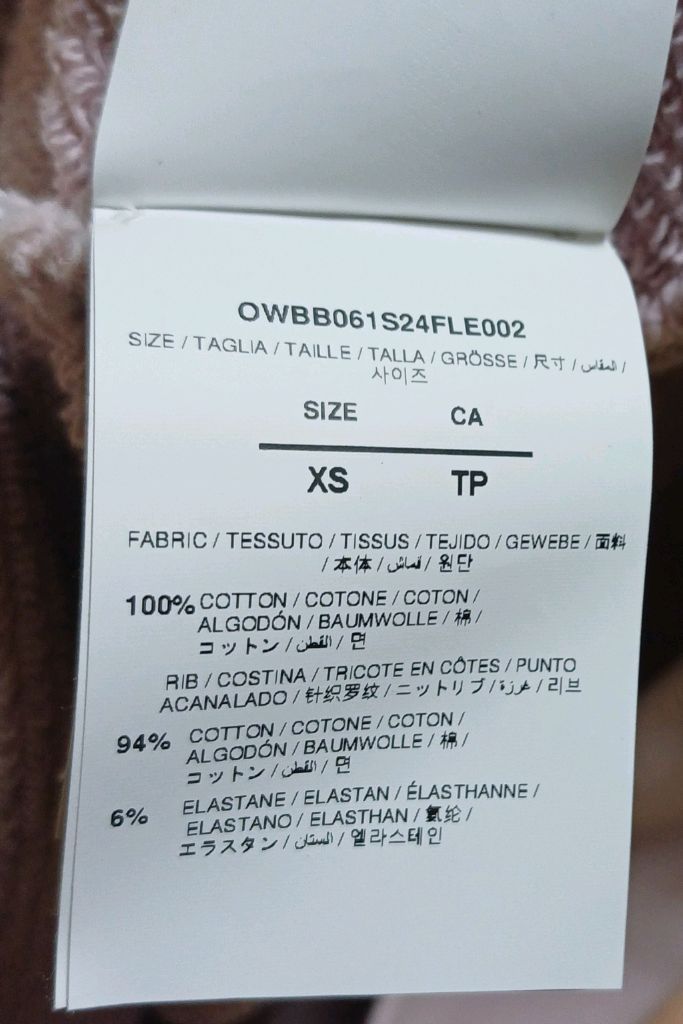 OWBB061S24FLE002
SIZE / TAGLIA / TAILLE / TALLA / GRÖSSE / 尺寸 / المقاس /
사이즈
SIZE CA
XS TP
FABRIC / TESSUTO / TISSUS / TEJIDO / GEWEBE / 面料
/ 本体 / قماش / 원단
100% COTTON / COTONE / COTON /
ALGODÓN / BAUMWOLLE / 棉 /
コットン / القطن / 면
RIB / COSTINA / TRICOTE EN CÔTES / PUNTO
ACANALADO / 针织罗纹 / ニットリブ / غرزة / 리브
94% COTTON / COTONE / COTON /
ALGODÓN / BAUMWOLLE / 棉 /
コットン / القطن / 면
6% ELASTANE / ELASTAN / ÉLASTHANNE /
ELASTANO / ELASTHAN / 氨纶 /
エラスタン / الستان / 엘라스테인